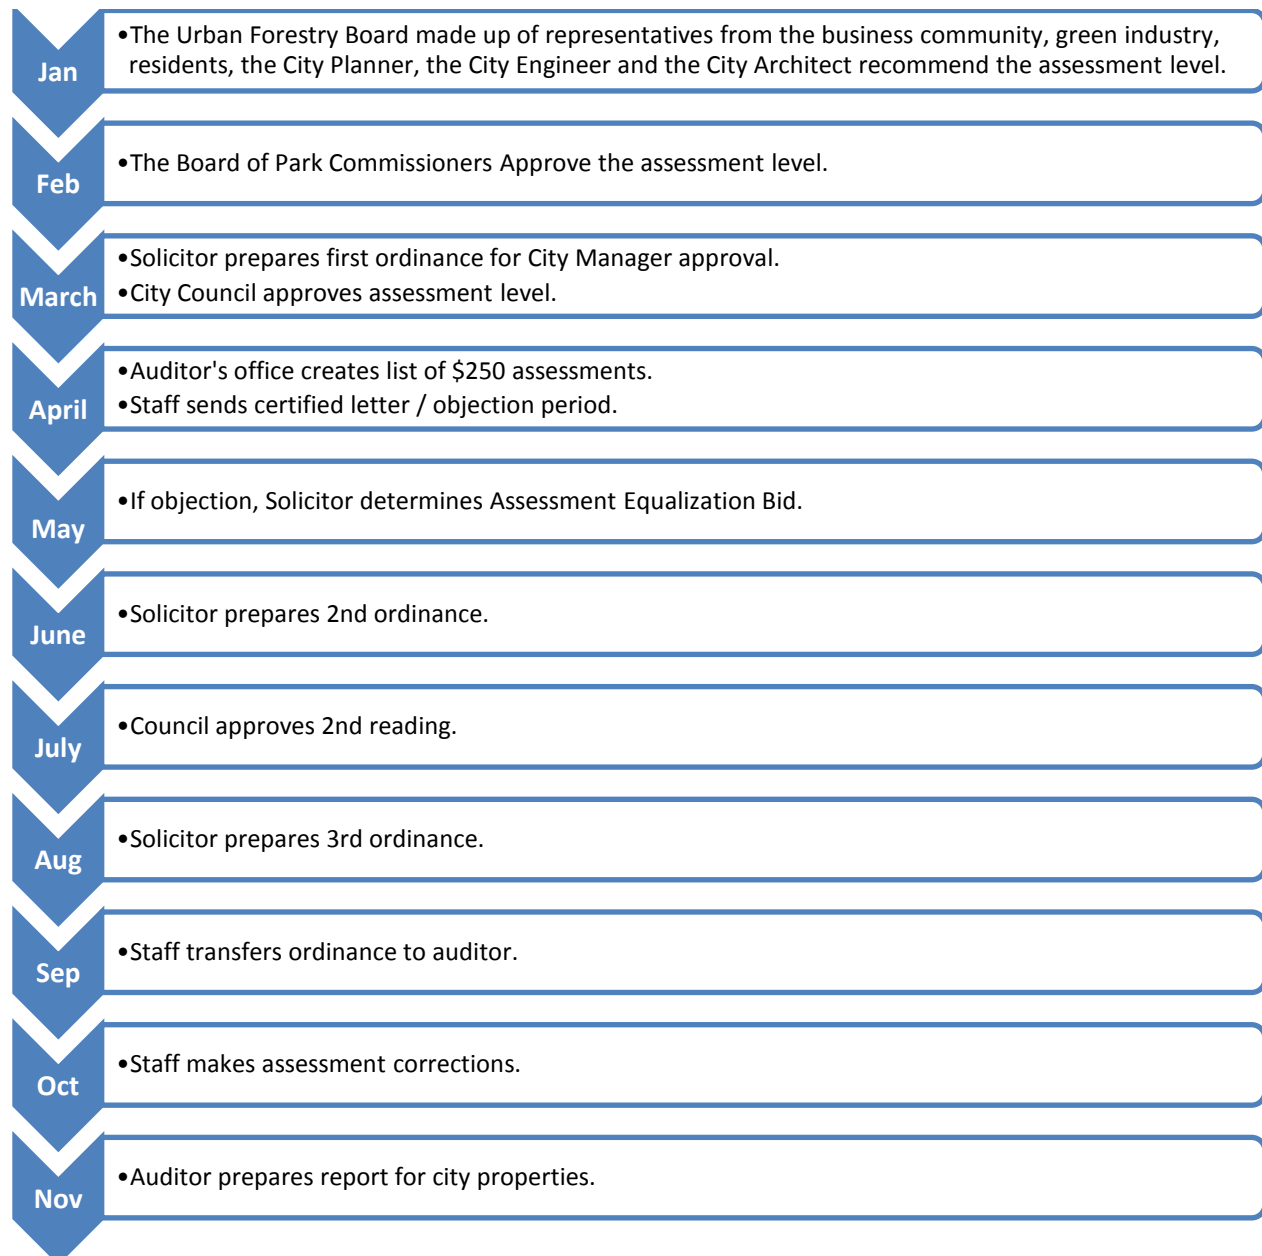 Jan
•The Urban Forestry Board made up of representatives from the business community, green industry,
residents, the City Planner, the City Engineer and the City Architect recommend the assessment level.
Feb
•The Board of Park Commissioners Approve the assessment level.
March
•Solicitor prepares first ordinance for City Manager approval.
•City Council approves assessment level.
April
•Auditor's office creates list of $250 assessments.
•Staff sends certified letter / objection period.
May
•If objection, Solicitor determines Assessment Equalization Bid.
June
•Solicitor prepares 2nd ordinance.
July
•Council approves 2nd reading.
Aug
•Solicitor prepares 3rd ordinance.
Sep
•Staff transfers ordinance to auditor.
Oct
•Staff makes assessment corrections.
Nov
•Auditor prepares report for city properties.